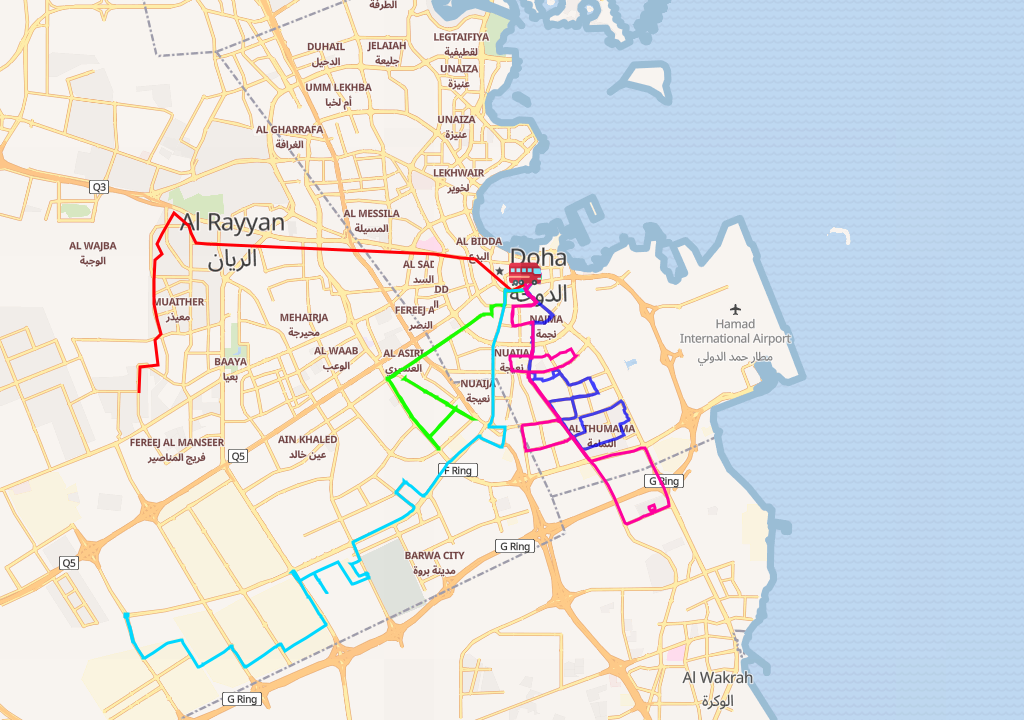 الطرفة
LEGTAIFIYA
لقطيفية
DUHAIL
الدحيل
JELAIAH
جليعة
UNAIZA
عنيزة
UMM LEKHBA
أم لخبا
UNAIZA
عنيزة
AL GHARRAFA
الغرافة
LEKHWAIR
لخوير
Q3
Al Rayyan
الريان
AL MESSILA
المسيلة
AL WAJBA
الوجبة
AL BIDDA
البدع
Doha
الدوحة
AL SAD
السد
DD
ال
MUAITHER
معيذر
MEHAIRJA
محيرجة
FEREEJ A
النصر
NAJMA
نجمة
Hamad
International Airport
مطار حمد الدولي
BAAYA
بعيا
AL WAAB
الوعب
AL ASIRI
العسيري
NUAIJA
نعيجة
NUAIJA
نعيجة
AL THUMAMA
الثمامة
FEREEJ AL MANSEER
فريج المناصير
AIN KHALED
عين خالد
Q5
F Ring
G Ring
G Ring
Q5
BARWA CITY
مدينة بروة
Al Wakrah
الوكرة
G Ring